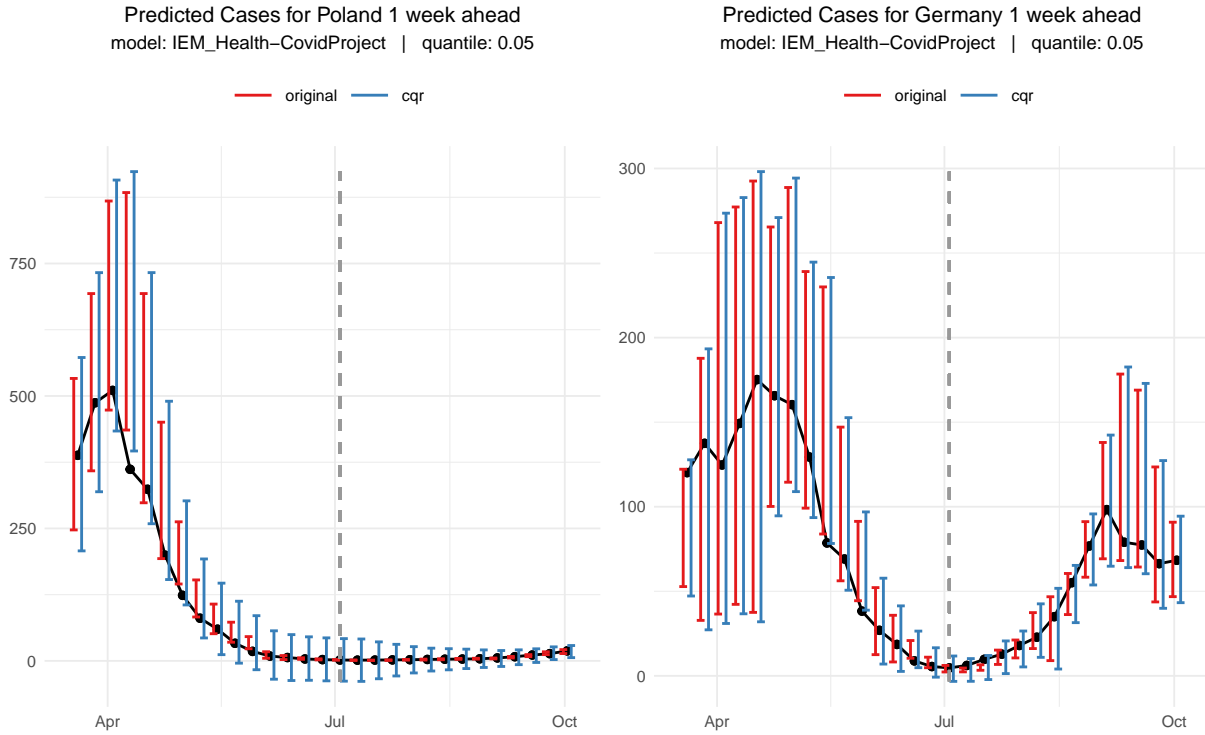 Predicted Cases for Poland 1 week ahead
model: IEM_Health−CovidProject | quantile: 0.05
original cqr
750
500
250
0
Apr Jul Oct
Predicted Cases for Germany 1 week ahead
model: IEM_Health−CovidProject | quantile: 0.05
original cqr
300
200
100
0
Apr Jul Oct